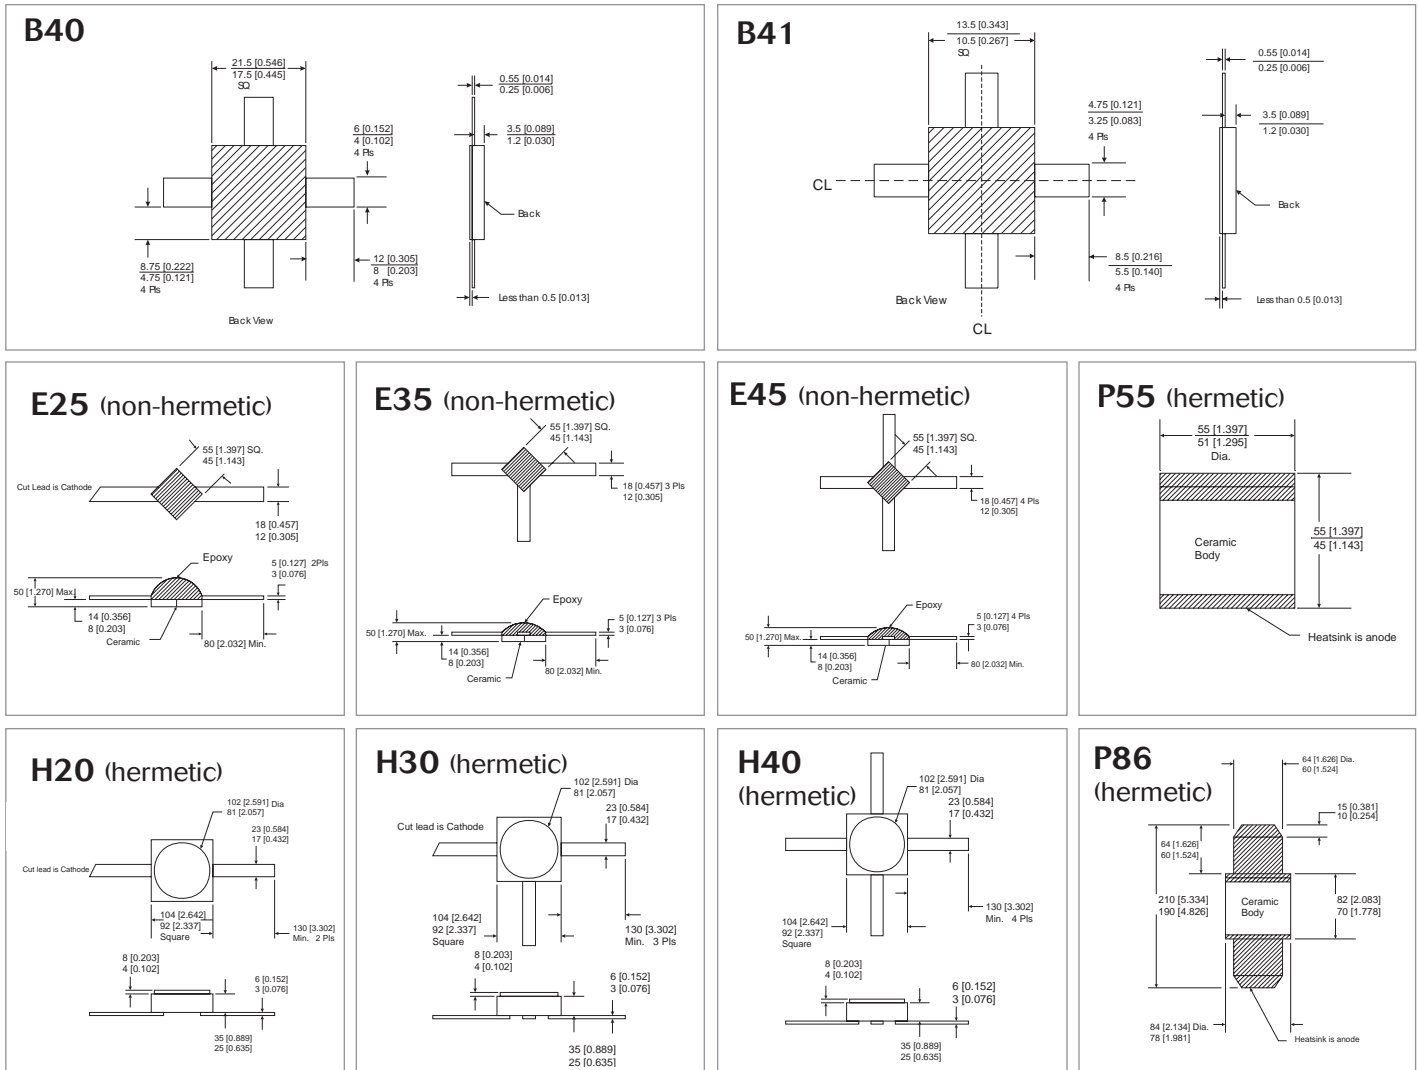 B40
21.5 [0.546]
17.5 [0.445]
SQ
0.55 [0.014]
0.25 [0.006]
6 [0.152]
4 [0.102]
4 Pls
3.5 [0.089]
1.2 [0.030]
Back
8.75 [0.222]
4.75 [0.121]
4 Pls
12 [0.305]
8 [0.203]
4 Pls
Less than 0.5 [0.013]
Back View
B41
13.5 [0.343]
10.5 [0.267]
SQ
0.55 [0.014]
0.25 [0.006]
4.75 [0.121]
3.25 [0.083]
4 Pls
3.5 [0.089]
1.2 [0.030]
CL
Back
8.5 [0.216]
5.5 [0.140]
4 Pls
Back View
Less than 0.5 [0.013]
CL
E25 (non-hermetic)
55 [1.397] SQ.
45 [1.143]
Cut Lead is Cathode
18 [0.457]
12 [0.305]
Epoxy
5 [0.127] 2Pls
3 [0.076]
50 [1.270] Max.
14 [0.356]
8 [0.203]
Ceramic
80 [2.032] Min.
E35 (non-hermetic)
55 [1.397] SQ.
45 [1.143]
18 [0.457] 3 Pls
12 [0.305]
Epoxy
5 [0.127] 3 Pls
3 [0.076]
50 [1.270] Max.
14 [0.356]
8 [0.203]
80 [2.032] Min.
Ceramic
E45 (non-hermetic)
55 [1.397] SQ.
45 [1.143]
18 [0.457] 4 Pls
12 [0.305]
Epoxy
5 [0.127] 4 Pls
3 [0.076]
50 [1.270] Max.
14 [0.356]
8 [0.203]
80 [2.032] Min.
Ceramic
P55 (hermetic)
55 [1.397]
51 [1.295]
Dia.
Ceramic
Body
55 [1.397]
45 [1.143]
Heatsink is anode
H20 (hermetic)
102 [2.591] Dia
81 [2.057]
23 [0.584]
17 [0.432]
Cut lead is Cathode
104 [2.642]
92 [2.337]
Square
130 [3.302]
Min. 2 Pls
8 [0.203]
4 [0.102]
6 [0.152]
3 [0.076]
35 [0.889]
25 [0.635]
H30 (hermetic)
102 [2.591] Dia
81 [2.057]
23 [0.584]
17 [0.432]
Cut lead is Cathode
104 [2.642]
92 [2.337]
Square
130 [3.302]
Min. 3 Pls
8 [0.203]
4 [0.102]
6 [0.152]
3 [0.076]
35 [0.889]
25 [0.635]
H40
(hermetic)
102 [2.591] Dia
81 [2.057]
23 [0.584]
17 [0.432]
130 [3.302]
Min. 4 Pls
104 [2.642]
92 [2.337]
Square
8 [0.203]
4 [0.102]
6 [0.152]
3 [0.076]
35 [0.889]
25 [0.635]
P86
(hermetic)
64 [1.626] Dia.
60 [1.524]
15 [0.381]
10 [0.254]
64 [1.626]
60 [1.524]
210 [5.334]
190 [4.826]
Ceramic
Body
82 [2.083]
70 [1.778]
84 [2.134] Dia.
78 [1.981]
Heatsink is anode